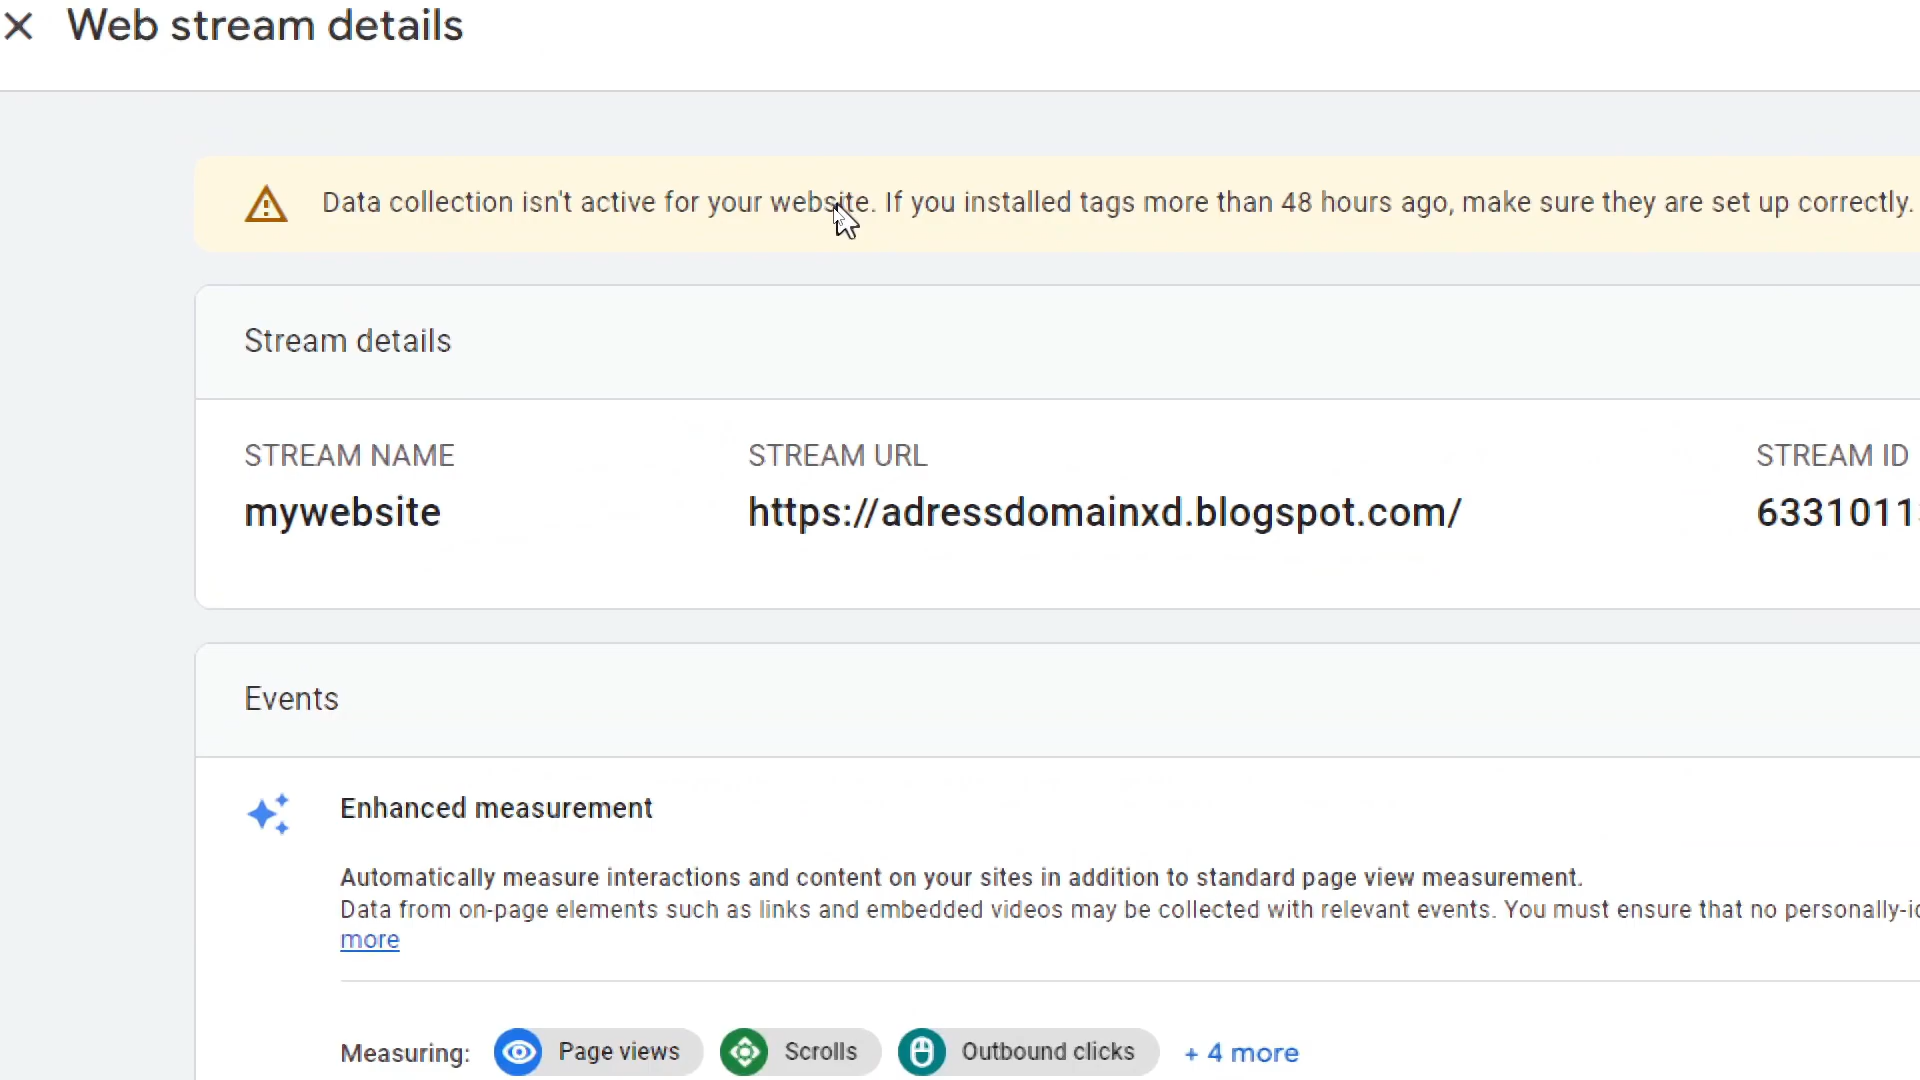 Web stream details
Data collection isn't active for your website. If you installed tags more than 48 hours ago, make sure they are set up correctly.
Stream details
STREAM NAME
STREAM URL
STREAM ID
mywebsite
https://adressdomainxd.blogspot.com/
6331011
Events
Enhanced measurement
Automatically measure interactions and content on your sites in addition to standard page view measurement.
Data from on-page elements such as links and embedded videos may be collected with relevant events. You must ensure that no personally-
more
Measuring:
Page views
Scrolls
Outbound clicks
+ 4 more